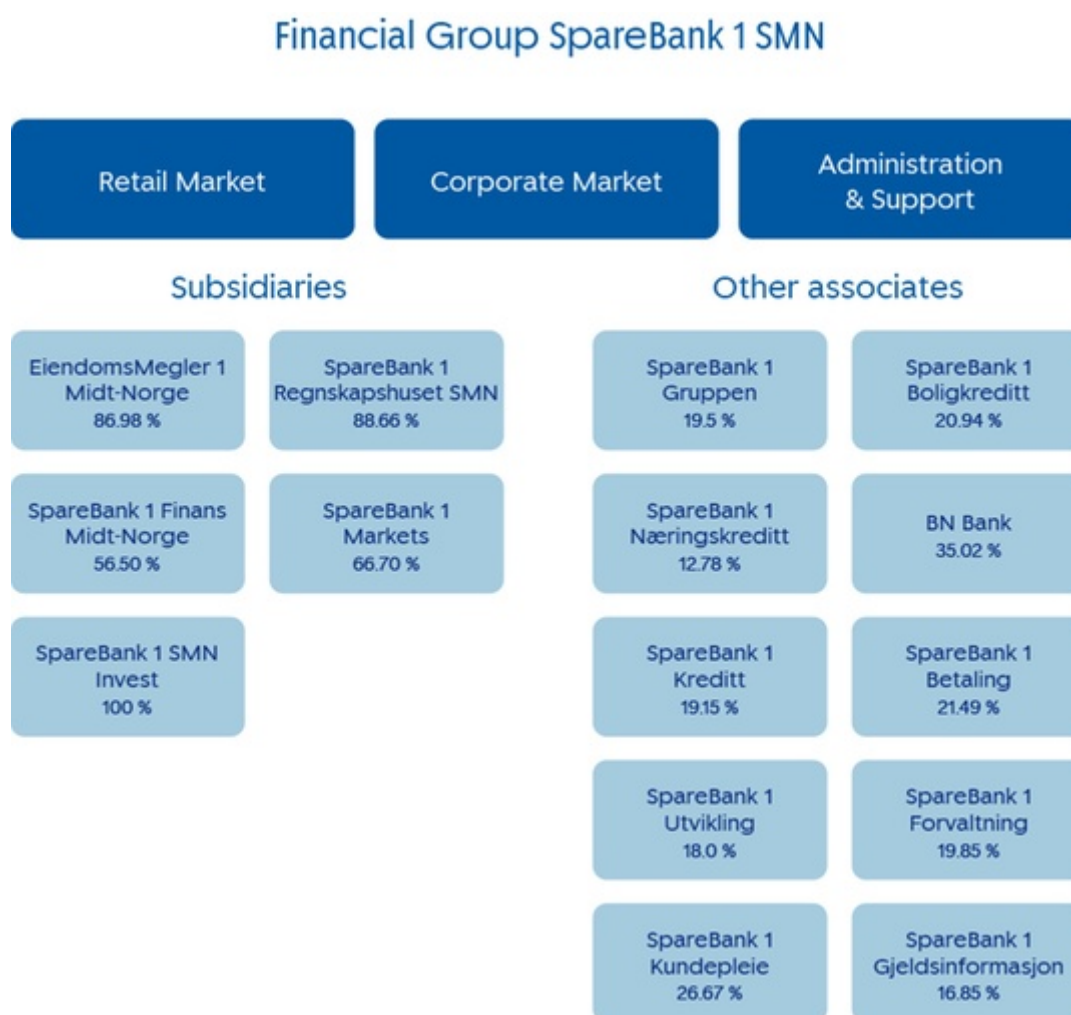 Financial Group SpareBank 1 SMN
Retail Market
Corporate Market
Administration
& Support
Subsidiaries
EiendomsMegler 1
Midt-Norge
86.98 %
SpareBank 1
Regnskapshuset SMN
88.66 %
SpareBank 1 Finans
Midt-Norge
56.50 %
SpareBank 1
Markets
66.70 %
SpareBank 1 SMN
Invest
100 %
Other associates
SpareBank 1
Gruppen
19.5 %
SpareBank 1
Boligkreditt
20.94 %
SpareBank 1
Næringskreditt
12.78 %
BN Bank
35.02 %
SpareBank 1
Kreditt
19.15 %
SpareBank 1
Betaling
21.49 %
SpareBank 1
Utvikling
18.0 %
SpareBank 1
Forvaltning
19.85 %
SpareBank 1
Kundepleie
26.67 %
SpareBank 1
Gjeldsinformasjon
16.85 %